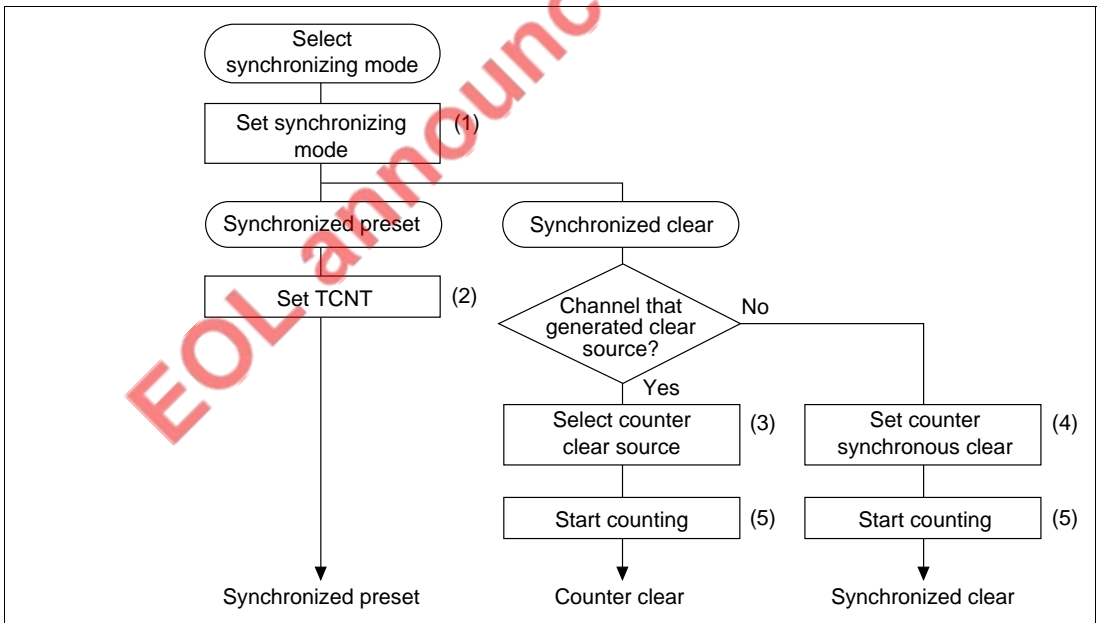 Select
synchronizing mode
Set synchronizing
mode
(1)
Synchronized preset
Synchronized clear
Set TCNT
(2)
Channel that
generated clear
source?
No
Yes
Select counter
clear source
(3)
Set counter
synchronous clear
(4)
Start counting
(5)
Start counting
(5)
Synchronized preset
Counter clear
Synchronized clear
EOL announc